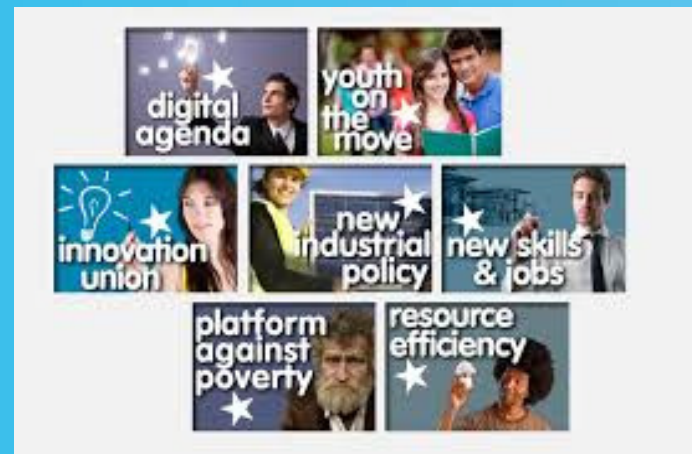 digital
agenda
youth
on
the
move
innovation
union
new
industrial
policy
new skills
& jobs
platform
against
poverty
resource
efficiency